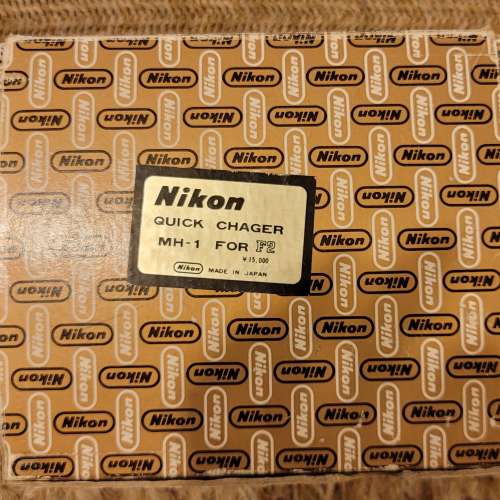 Nikon
QUICK CHAGER
MH-1 FOR F2
¥15,000
Nikon MADE IN JAPAN